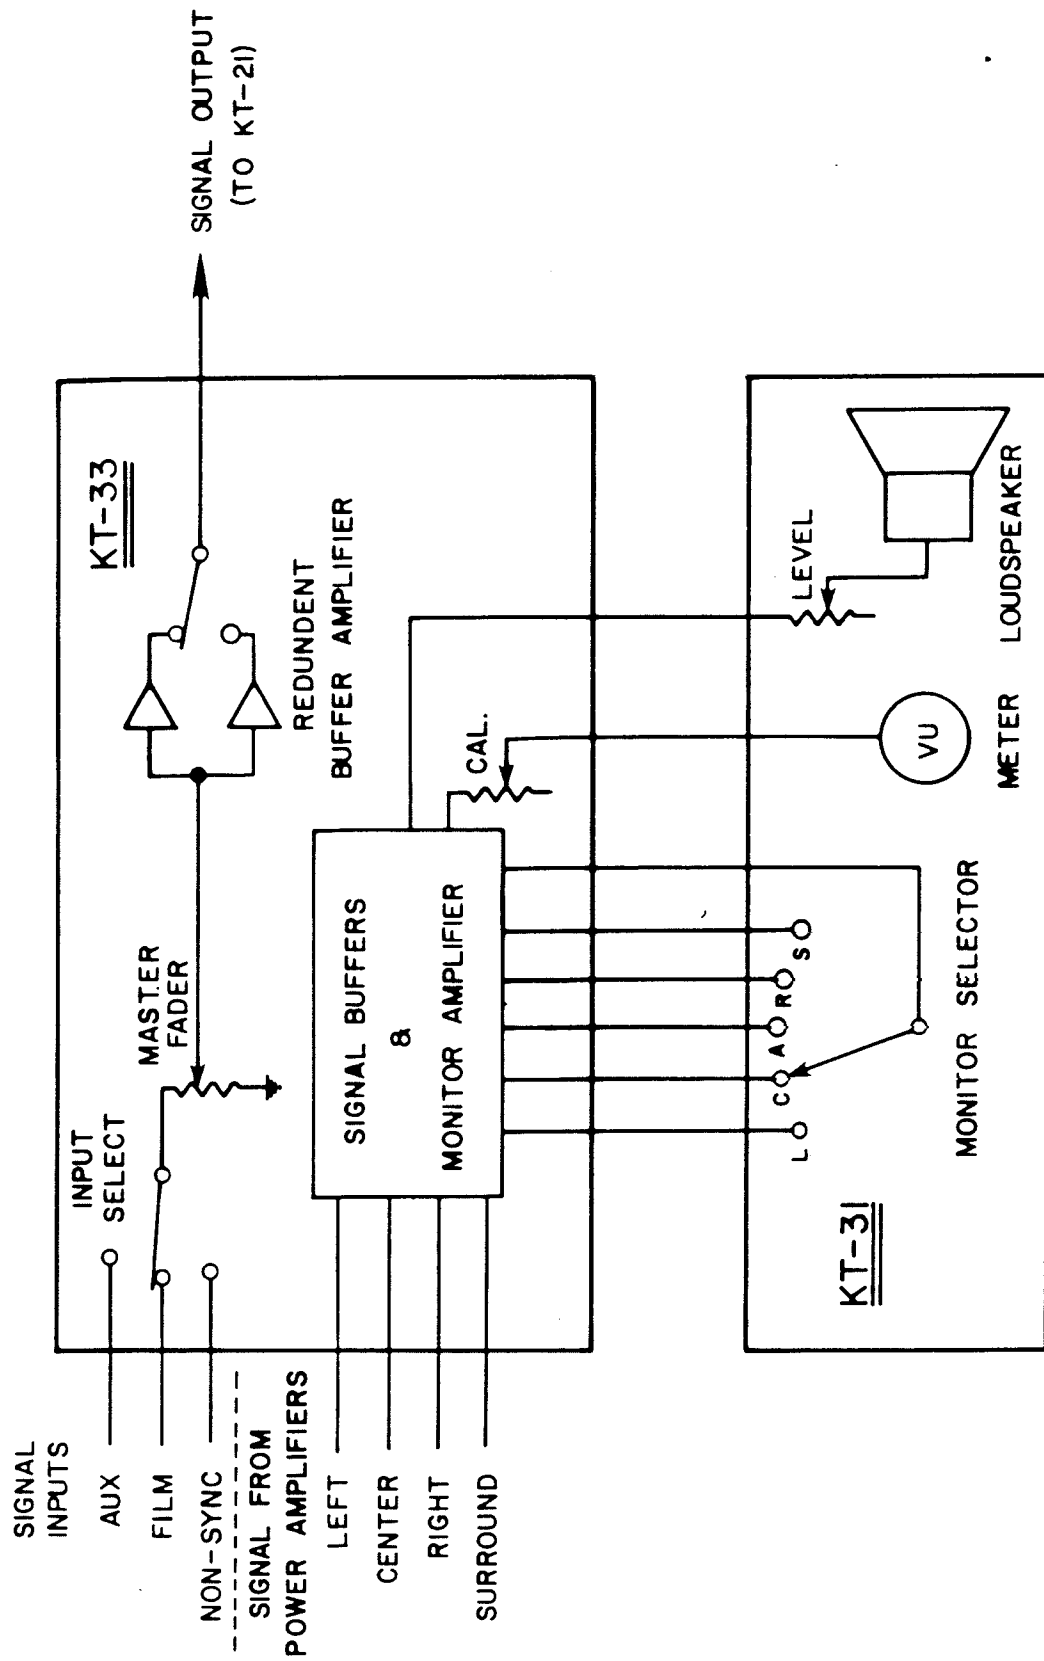 SIGNAL
INPUTS
AUX
FILM
NON-SYNC
SIGNAL FROM
POWER AMPLIFIERS
LEFT
CENTER
RIGHT
SURROUND
INPUT
SELECT
MASTER
FADER
KT-33
REDUNDENT
BUFFER AMPLIFIER
SIGNAL OUTPUT
(TO KT-21)
SIGNAL BUFFERS
&
MONITOR AMPLIFIER
CAL.
KT-31
L
C
A
R
S
MONITOR SELECTOR
VU
METER
LEVEL
LOUDSPEAKER